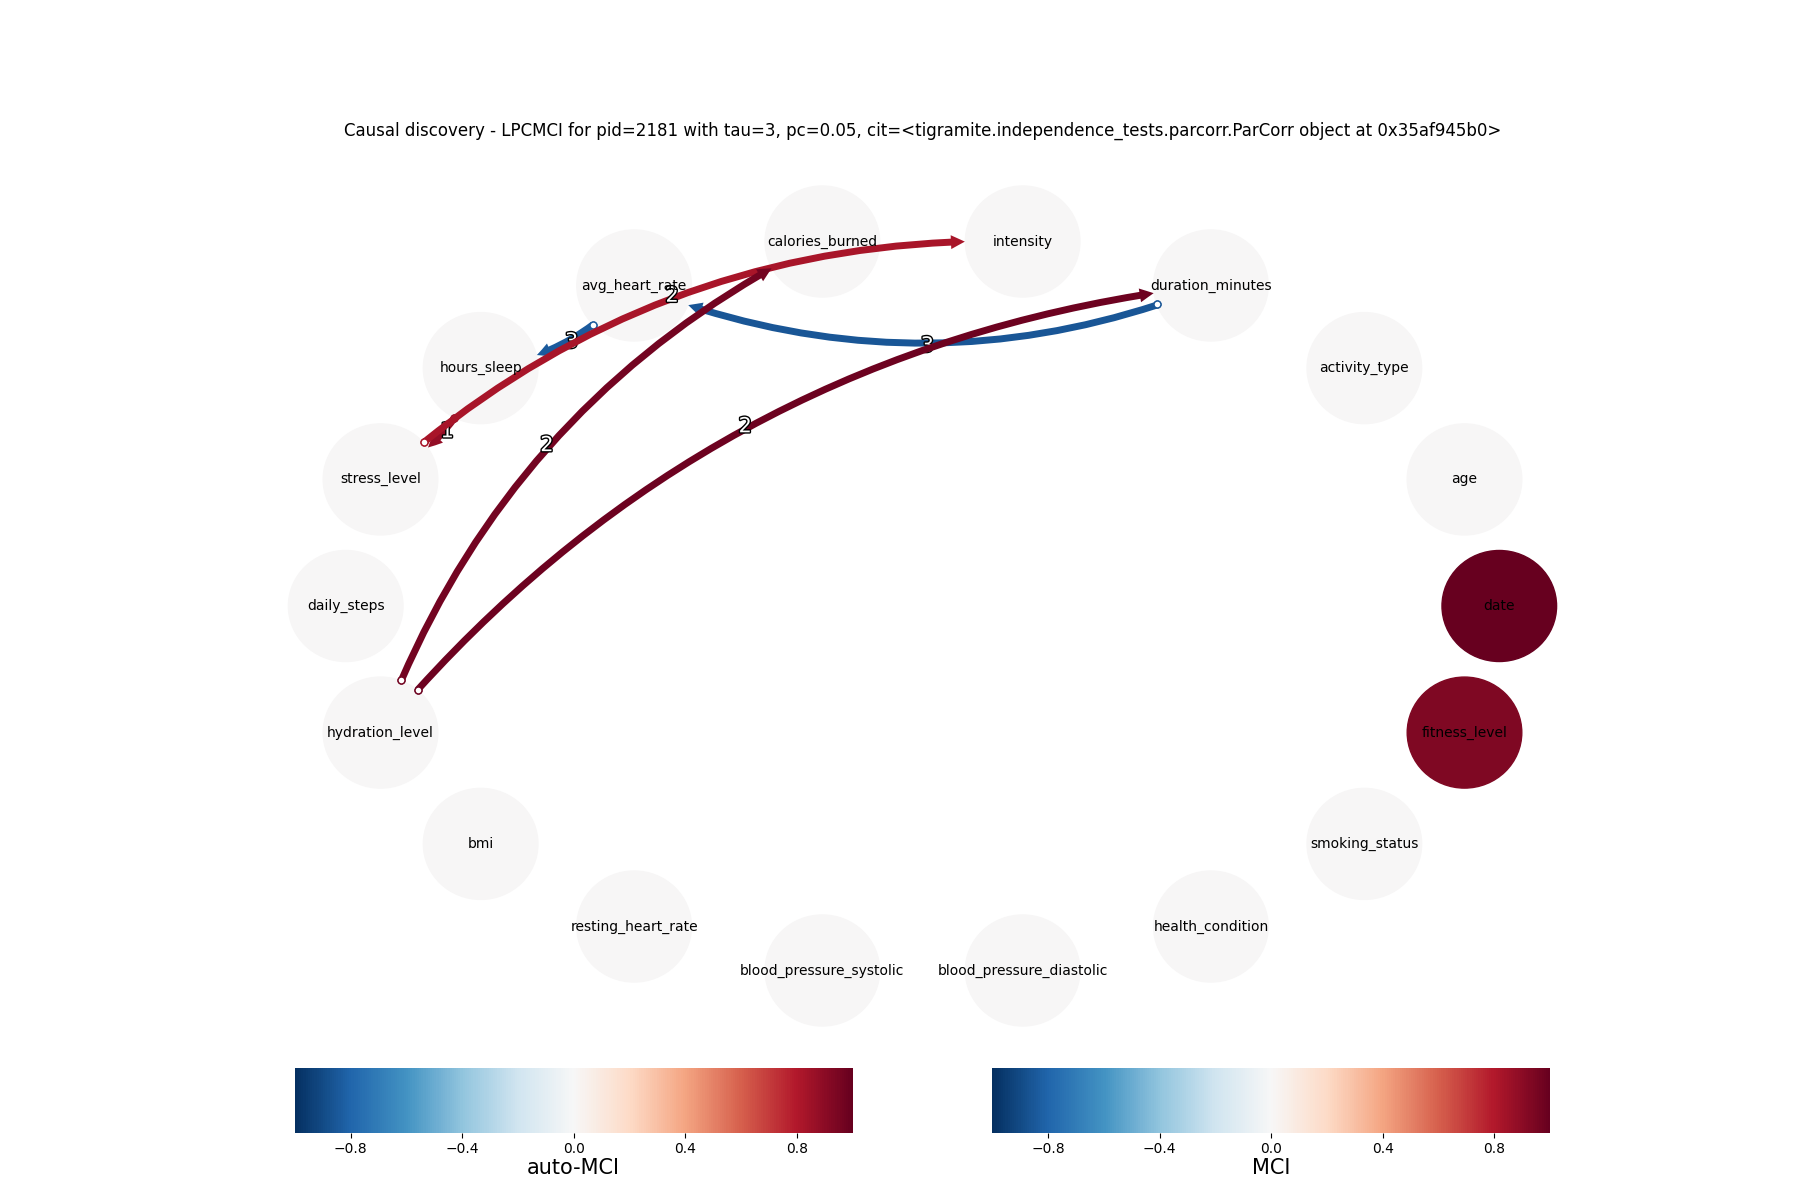 Causal discovery - LPCMCI for pid=2181 with tau=3, pc=0.05, cit=<tigramite.independence_tests.parcorr.ParCorr object at 0x35af945b0>
calories_burned
intensity
avg_heart_rate
duration_minutes
2
3
3
hours_sleep
activity_type
2
1
2
stress_level
age
daily_steps
date
hydration_level
fitness_level
bmi
smoking_status
resting_heart_rate
health_condition
blood_pressure_systolic
blood_pressure_diastolic
−0.8 −0.4 0.0 0.4 0.8
auto-MCI
−0.8 −0.4 0.0 0.4 0.8
MCI